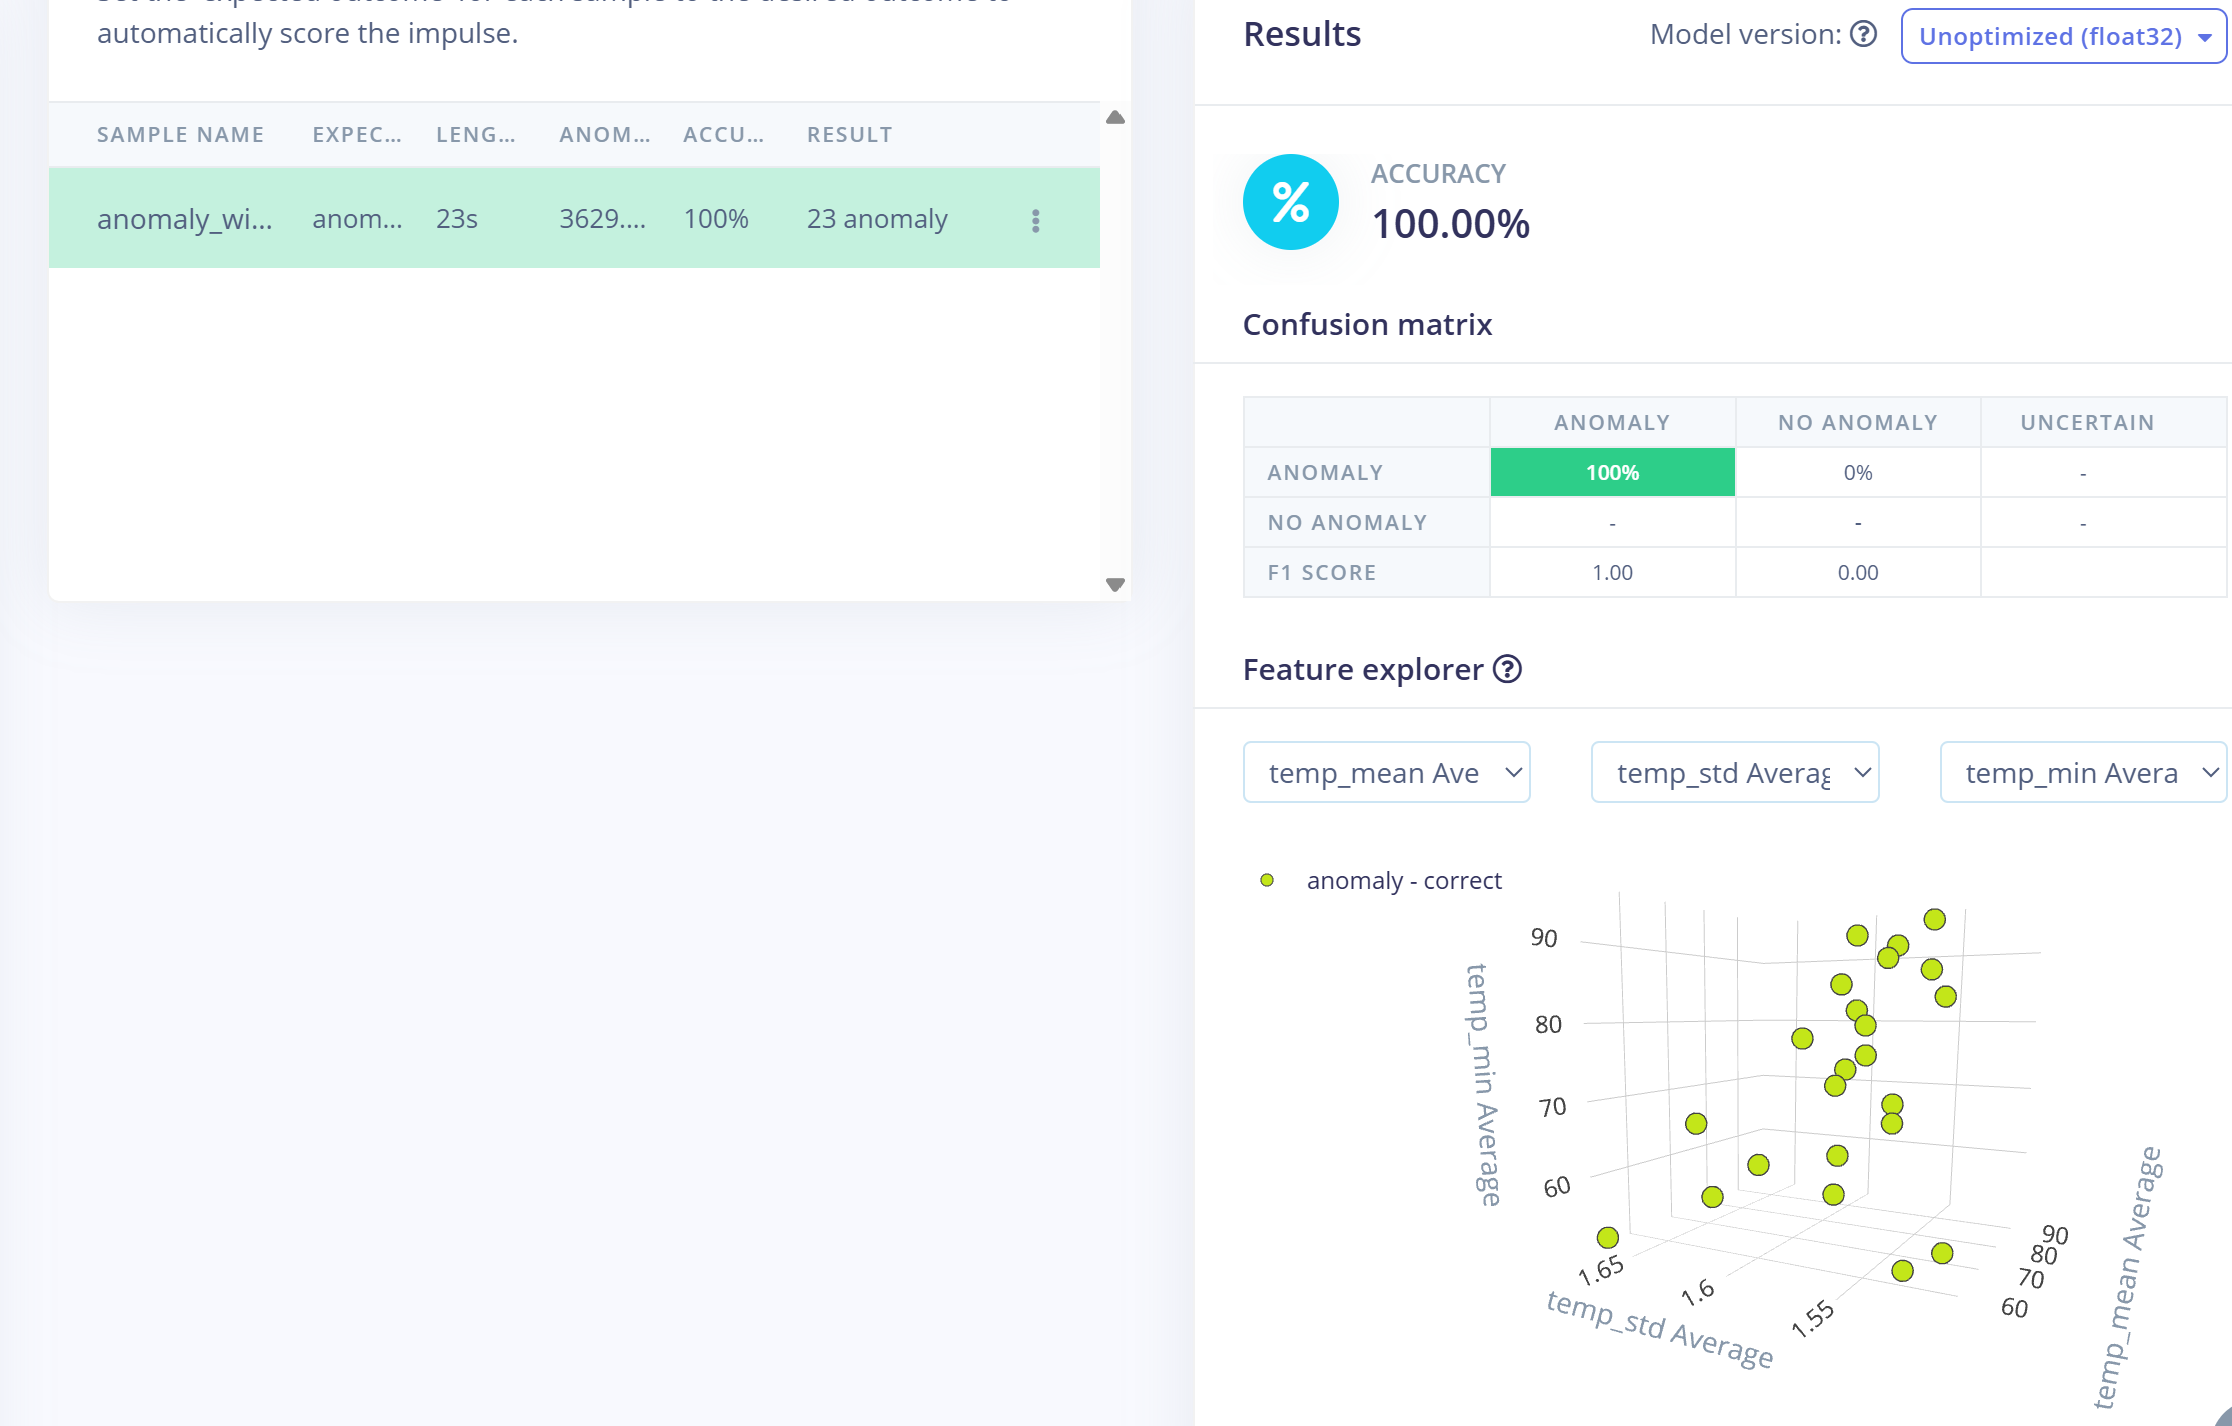 automatically score the impulse.
SAMPLE NAME EXPEC... LENG... ANOM... ACCU... RESULT
anomaly_wi... anom... 23s 3629.... 100% 23 anomaly
Results
Model version: ? Unoptimized (float32)
%
ACCURACY
100.00%
Confusion matrix
ANOMALY NO ANOMALY UNCERTAIN
ANOMALY 100% 0% -
NO ANOMALY - - -
F1 SCORE 1.00 0.00
Feature explorer ?
temp_mean Ave temp_std Averag temp_min Avera
anomaly - correct
90
80
70
60
temp_min Average
1.65
1.6
1.55
temp_std Average
90
80
70
60
temp_mean Average